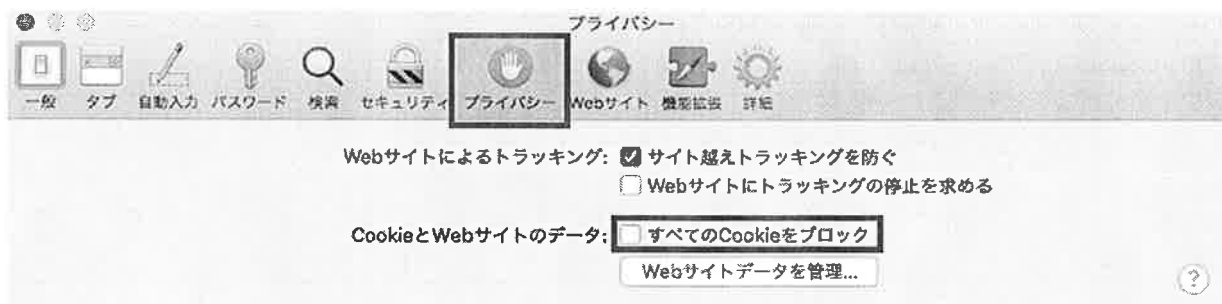 プライバシー
一般 タブ 自動入力 パスワード 検索 セキュリティ プライバシー Webサイト 機能拡張 詳細
Webサイトによるトラッキング: サイト越えトラッキングを防ぐ
Webサイトにトラッキングの停止を求める
CookieとWebサイトのデータ: すべてのCookieをブロック
Webサイトデータを管理...
?